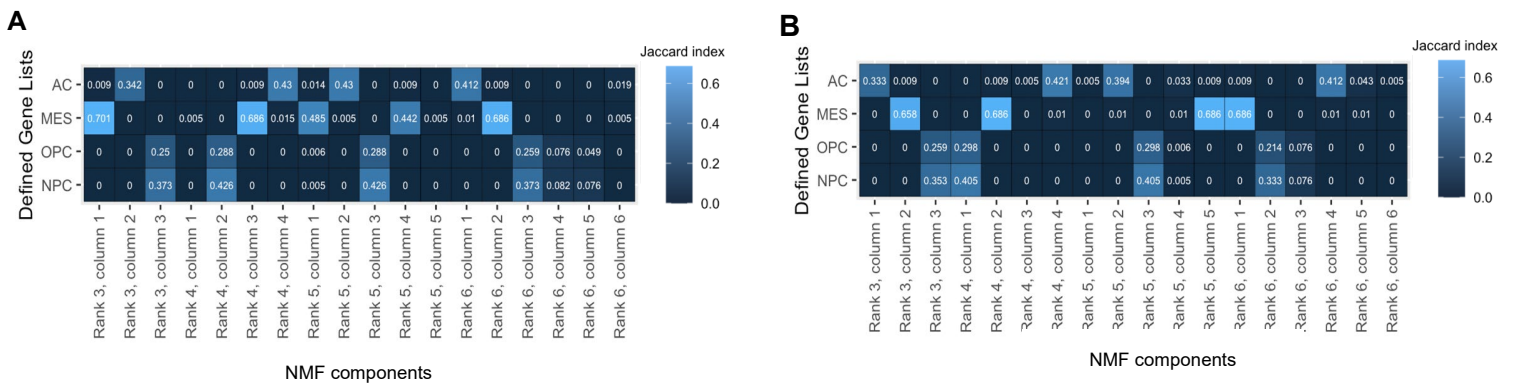 A
Defined Gene Lists
Jaccard index
AC 0.009 0.342 0 0 0 0.009 0.43 0.014 0.43 0 0.009 0 0.412 0.009 0 0 0 0.019
MES 0.701 0 0 0.005 0 0.686 0.015 0.485 0.005 0 0.442 0.005 0.01 0.686 0 0 0 0.005
OPC 0 0 0.25 0 0.288 0 0 0.006 0 0.288 0 0 0 0 0.259 0.076 0.049 0
NPC 0 0 0.373 0 0.426 0 0 0.005 0 0.426 0 0 0 0 0.373 0.082 0.076 0
0.6
0.4
0.2
0.0
Rank 3, column 1
Rank 3, column 2
Rank 3, column 3
Rank 4, column 1
Rank 4, column 2
Rank 4, column 3
Rank 4, column 4
Rank 5, column 1
Rank 5, column 2
Rank 5, column 3
Rank 5, column 4
Rank 5, column 5
Rank 6, column 1
Rank 6, column 2
Rank 6, column 3
Rank 6, column 4
Rank 6, column 5
Rank 6, column 6
NMF components
B
Defined Gene Lists
Jaccard index
AC 0.333 0.009 0 0 0.009 0.005 0.421 0.005 0.394 0 0.033 0.009 0.009 0 0 0.412 0.043 0.005
MES 0 0.658 0 0 0.686 0 0.01 0 0.01 0 0.01 0.686 0.686 0 0 0.01 0.01 0
OPC 0 0 0.259 0.298 0 0 0 0 0 0.298 0.006 0 0 0.214 0.076 0 0 0
NPC 0 0 0.353 0.405 0 0 0 0 0 0.405 0.005 0 0 0.333 0.076 0 0 0
0.6
0.4
0.2
0.0
Rank 3, column 1
Rank 3, column 2
Rank 3, column 3
Rank 4, column 1
Rank 4, column 2
Rank 4, column 3
Rank 4, column 4
Rank 5, column 1
Rank 5, column 2
Rank 5, column 3
Rank 5, column 4
Rank 5, column 5
Rank 6, column 1
Rank 6, column 2
Rank 6, column 3
Rank 6, column 4
Rank 6, column 5
Rank 6, column 6
NMF components